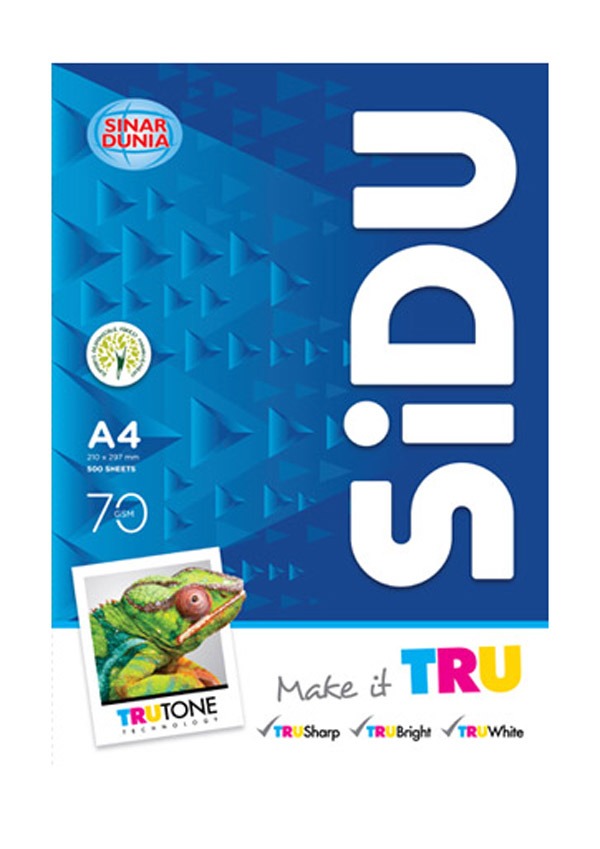 SINAR
DUNIA
SiDU
A4
210 x 297 mm
500 SHEETS
70
GSM
TRUTONE
TECHNOLOGY
Make it TRU
TRUSharp TRUBright TRUWhite